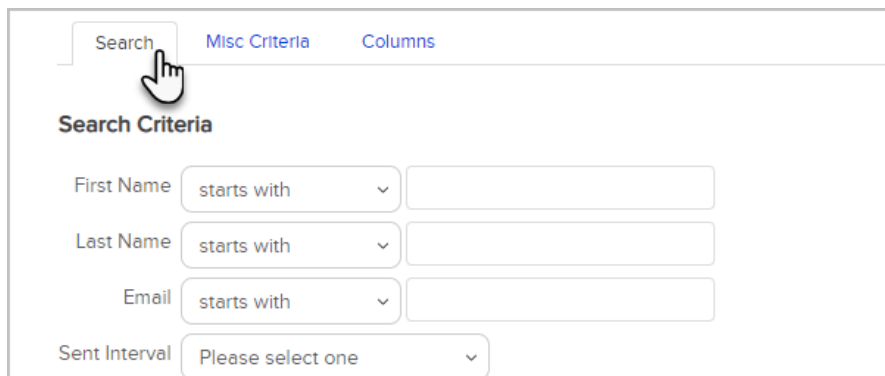 Search Misc Criteria Columns
Search Criteria
First Name starts with
Last Name starts with
Email starts with
Sent Interval Please select one